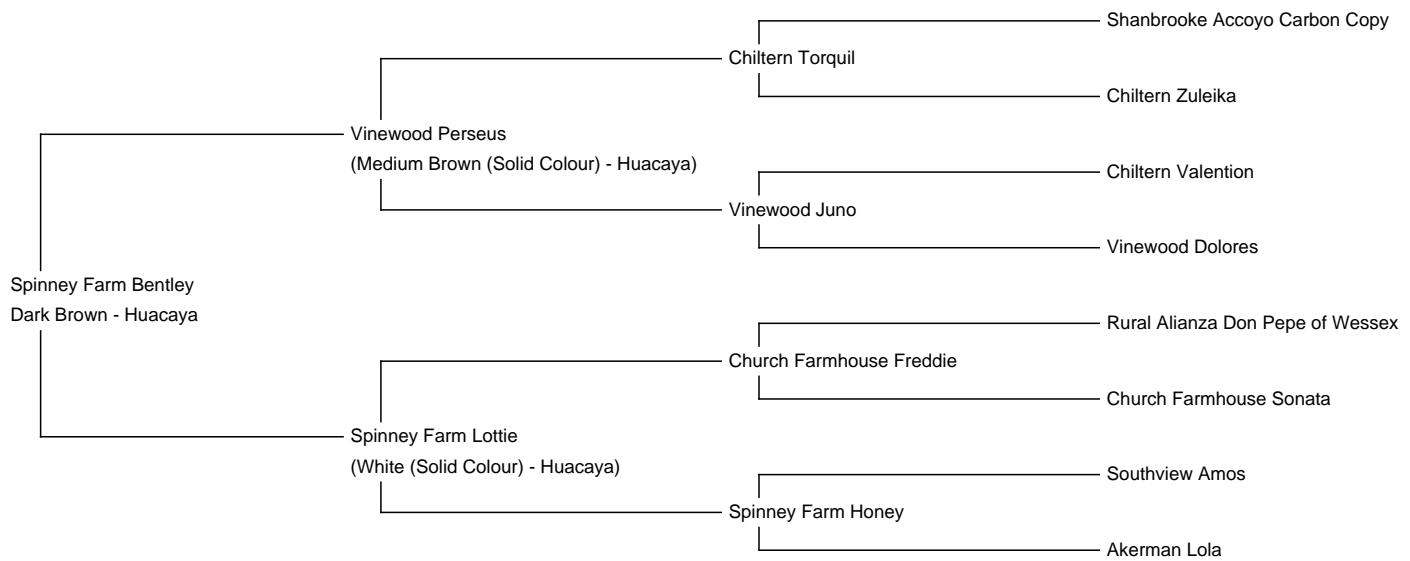 Shanbrooke Accoyo Carbon Copy
Chiltern Torquil
Chiltern Zuleika
Vinewood Perseus
(Medium Brown (Solid Colour) - Huacaya)
Chiltern Valention
Vinewood Juno
Vinewood Dolores
Spinney Farm Bentley
Dark Brown - Huacaya
Rural Alianza Don Pepe of Wessex
Church Farmhouse Freddie
Church Farmhouse Sonata
Spinney Farm Lottie
(White (Solid Colour) - Huacaya)
Southview Amos
Spinney Farm Honey
Akerman Lola